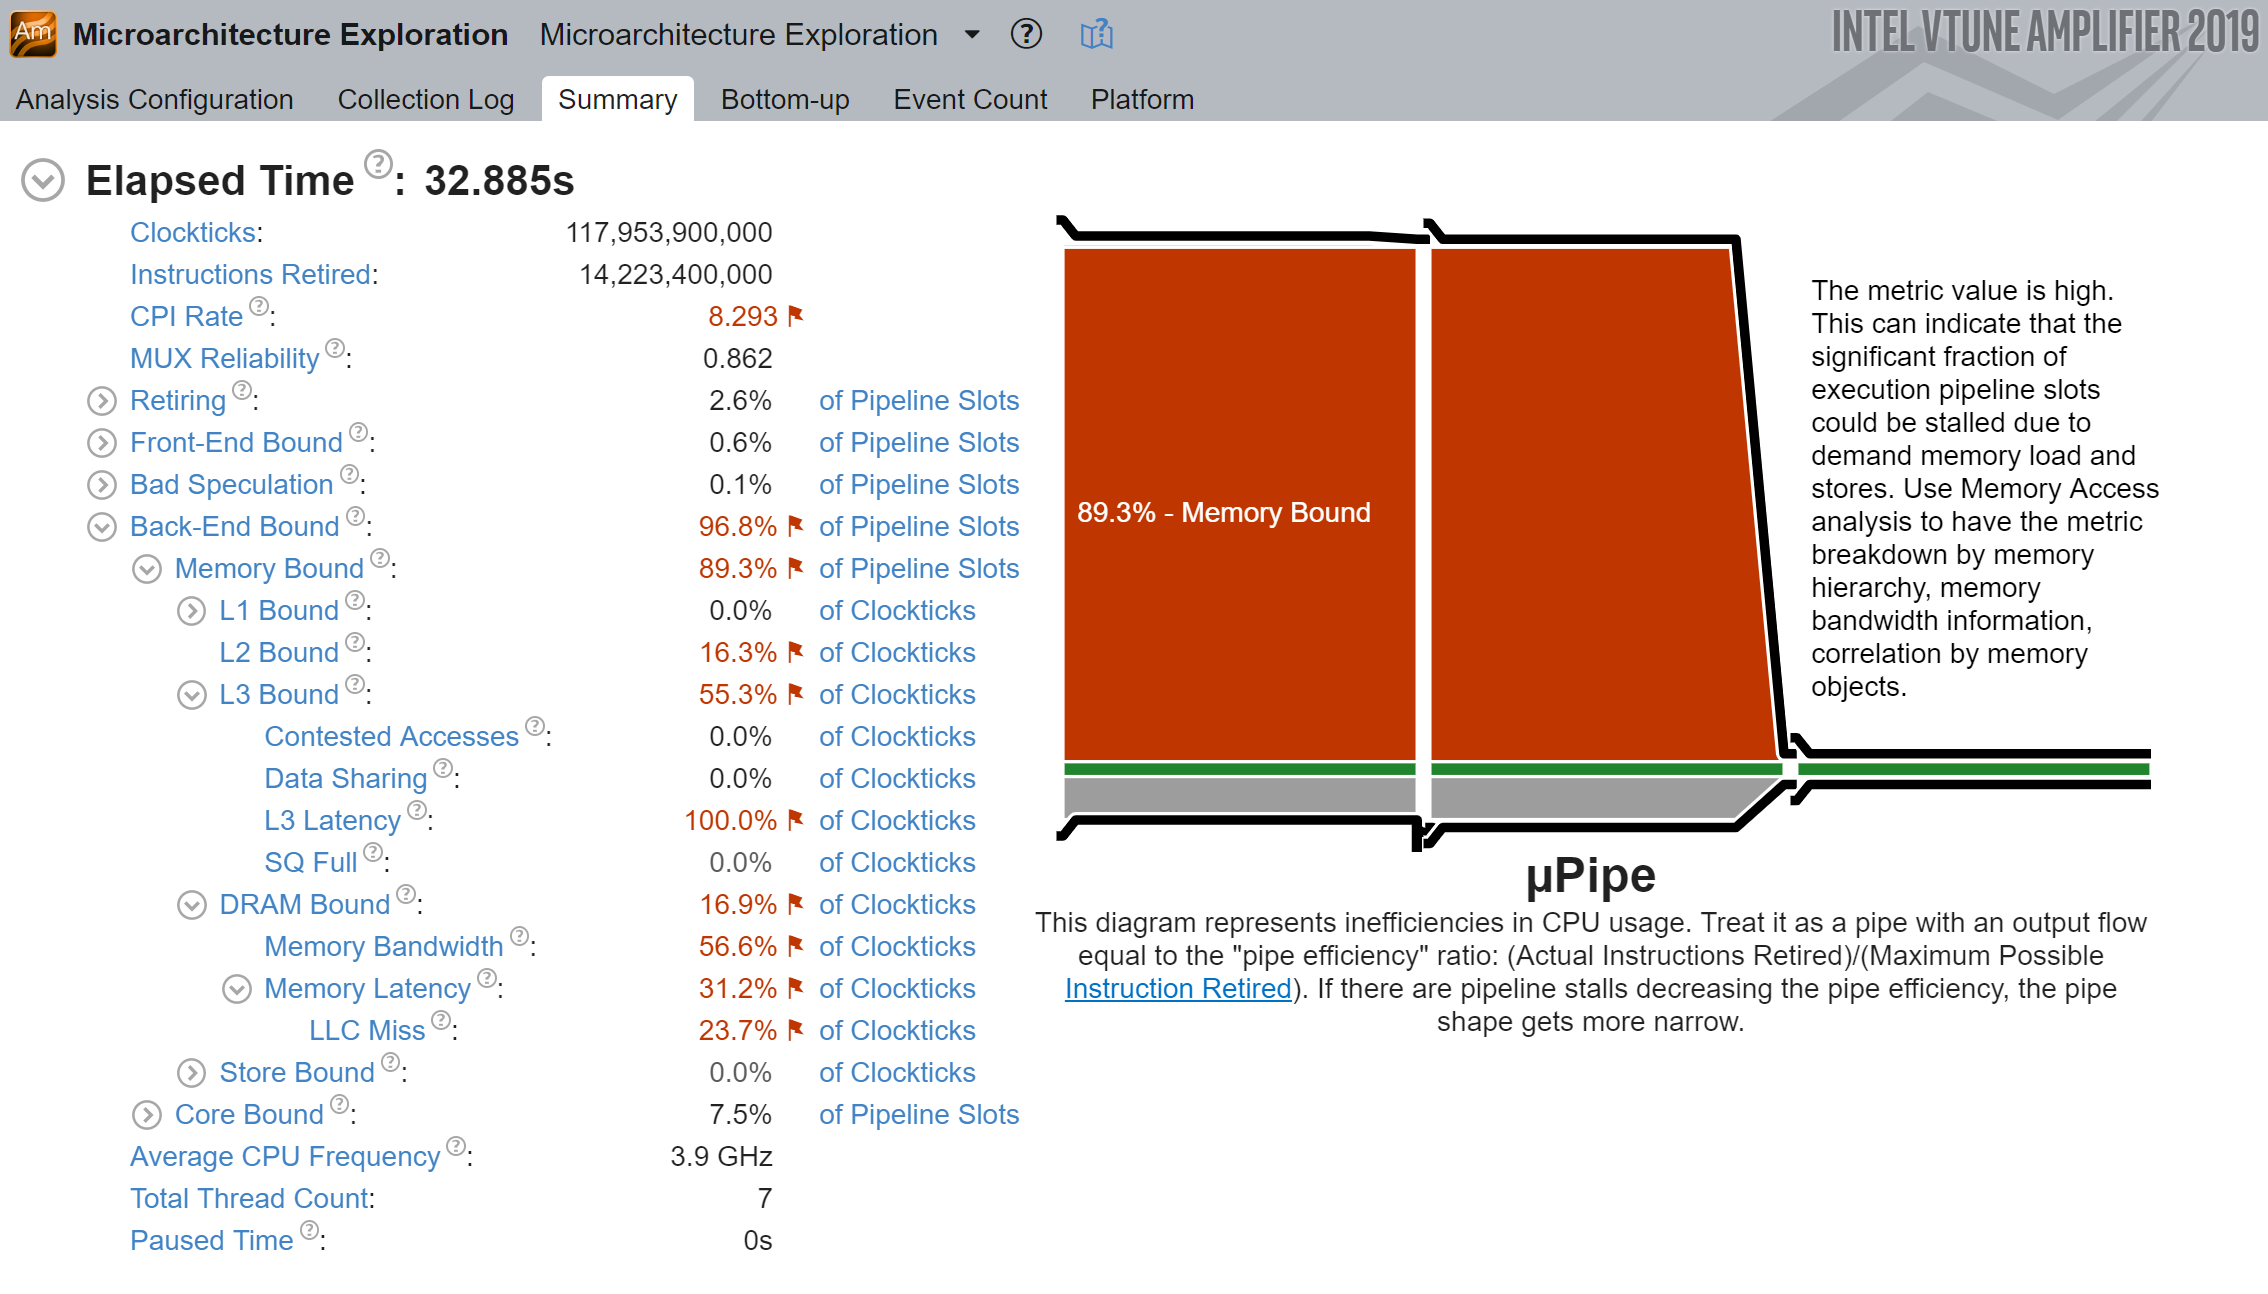 Am Microarchitecture Exploration Microarchitecture Exploration ? ? INTEL VTUNE AMPLIFIER 2019
Analysis Configuration Collection Log Summary Bottom-up Event Count Platform
Elapsed Time ?: 32.885s
Clockticks: 117,953,900,000
Instructions Retired: 14,223,400,000
CPI Rate ?: 8.293
MUX Reliability ?: 0.862
Retiring ?: 2.6% of Pipeline Slots
Front-End Bound ?: 0.6% of Pipeline Slots
Bad Speculation ?: 0.1% of Pipeline Slots
Back-End Bound ?: 96.8% of Pipeline Slots
Memory Bound ?: 89.3% of Pipeline Slots
L1 Bound ?: 0.0% of Clockticks
L2 Bound ?: 16.3% of Clockticks
L3 Bound ?: 55.3% of Clockticks
Contested Accesses ?: 0.0% of Clockticks
Data Sharing ?: 0.0% of Clockticks
L3 Latency ?: 100.0% of Clockticks
SQ Full ?: 0.0% of Clockticks
DRAM Bound ?: 16.9% of Clockticks
Memory Bandwidth ?: 56.6% of Clockticks
Memory Latency ?: 31.2% of Clockticks
LLC Miss ?: 23.7% of Clockticks
Store Bound ?: 0.0% of Clockticks
Core Bound ?: 7.5% of Pipeline Slots
Average CPU Frequency ?: 3.9 GHz
Total Thread Count: 7
Paused Time ?: 0s
89.3% - Memory Bound
The metric value is high.
This can indicate that the
significant fraction of
execution pipeline slots
could be stalled due to
demand memory load and
stores. Use Memory Access
analysis to have the metric
breakdown by memory
hierarchy, memory
bandwidth information,
correlation by memory
objects.
µPipe
This diagram represents inefficiencies in CPU usage. Treat it as a pipe with an output flow
equal to the "pipe efficiency" ratio: (Actual Instructions Retired)/(Maximum Possible
Instruction Retired). If there are pipeline stalls decreasing the pipe efficiency, the pipe
shape gets more narrow.